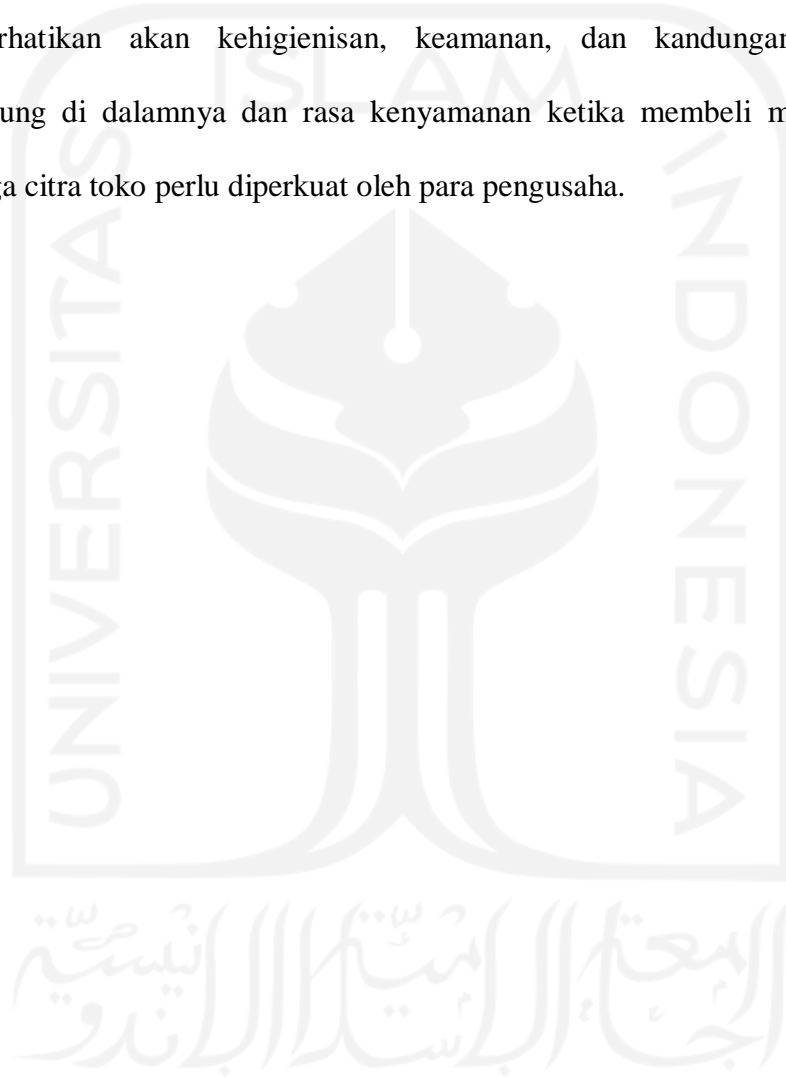 rhatikan akan kehigienisan, keamanan, dan kandungan
ung di dalamnya dan rasa kenyamanan ketika membeli m
ga citra toko perlu diperkuat oleh para pengusaha.
ISLAM
UNIVERSITAS
INDONESIA